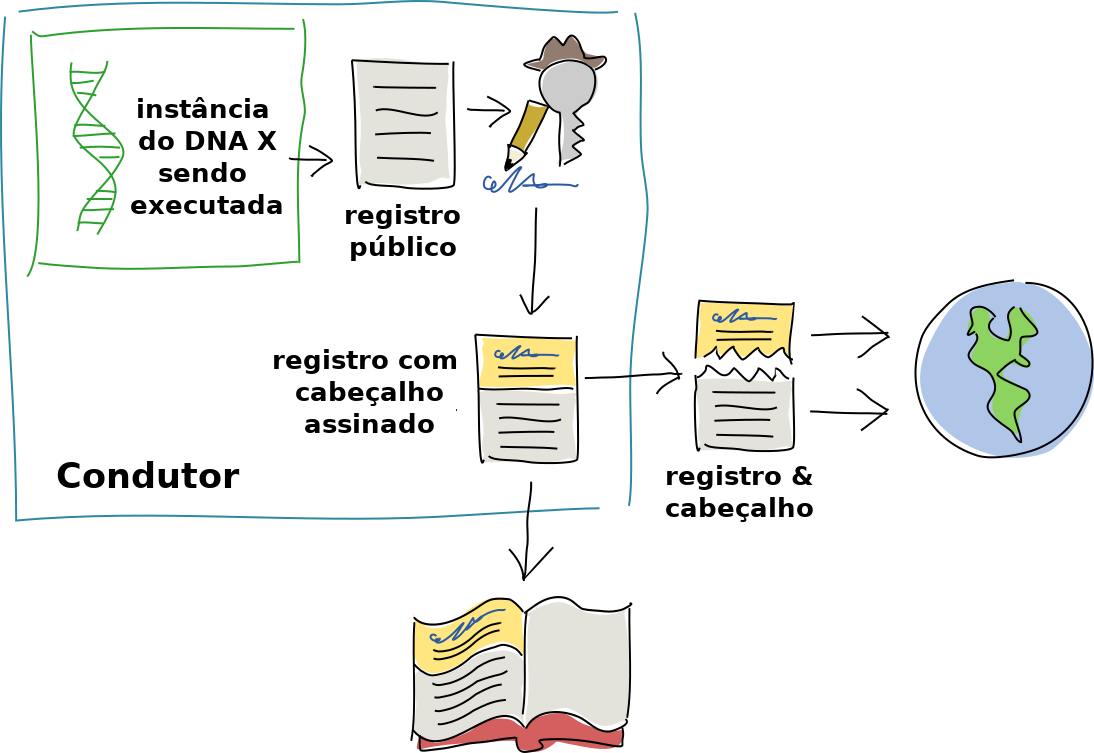 instância
do DNA X
sendo
executada
registro
público
registro com
cabeçalho
assinado
Condutor
registro &
cabeçalho